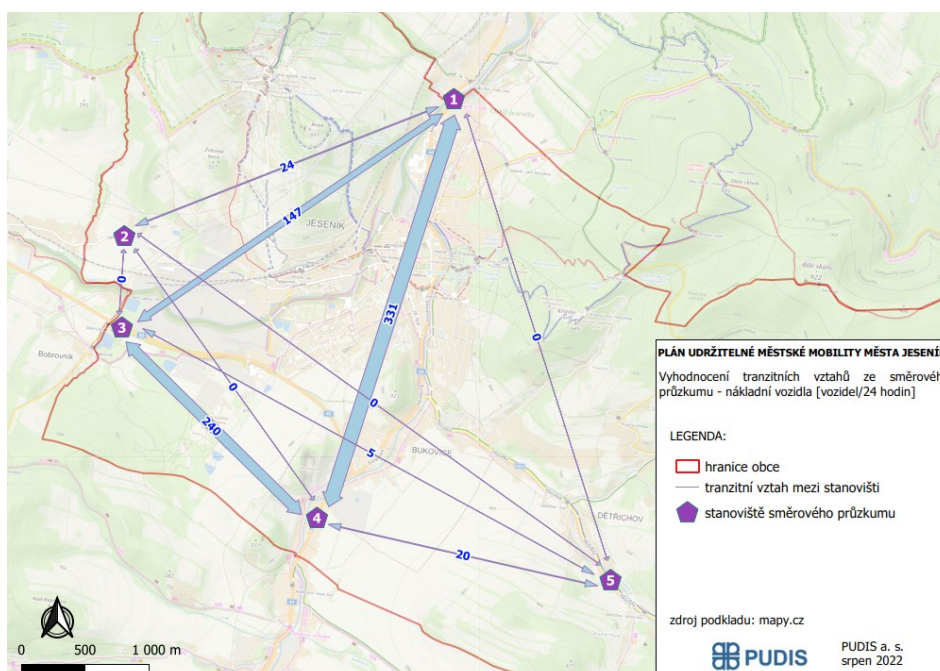 1
24
147
JESENÍK
2
0
331
3
Bobrovník
0
0
0
240
5
BUKOVICE
DĚTŘICHOV
4
20
5
PLÁN UDRŽITELNÉ MĚSTSKÉ MOBILITY MĚSTA JESENÍ
Vyhodnocení tranzitních vztahů ze směrovéh
průzkumu - nákladní vozidla [vozidel/24 hodin]
LEGENDA:
hranice obce
tranzitní vztah mezi stanovišti
stanoviště směrového průzkumu
zdroj podkladu: mapy.cz
PUDIS
PUDIS a. s.
srpen 2022
0 500 1 000 m